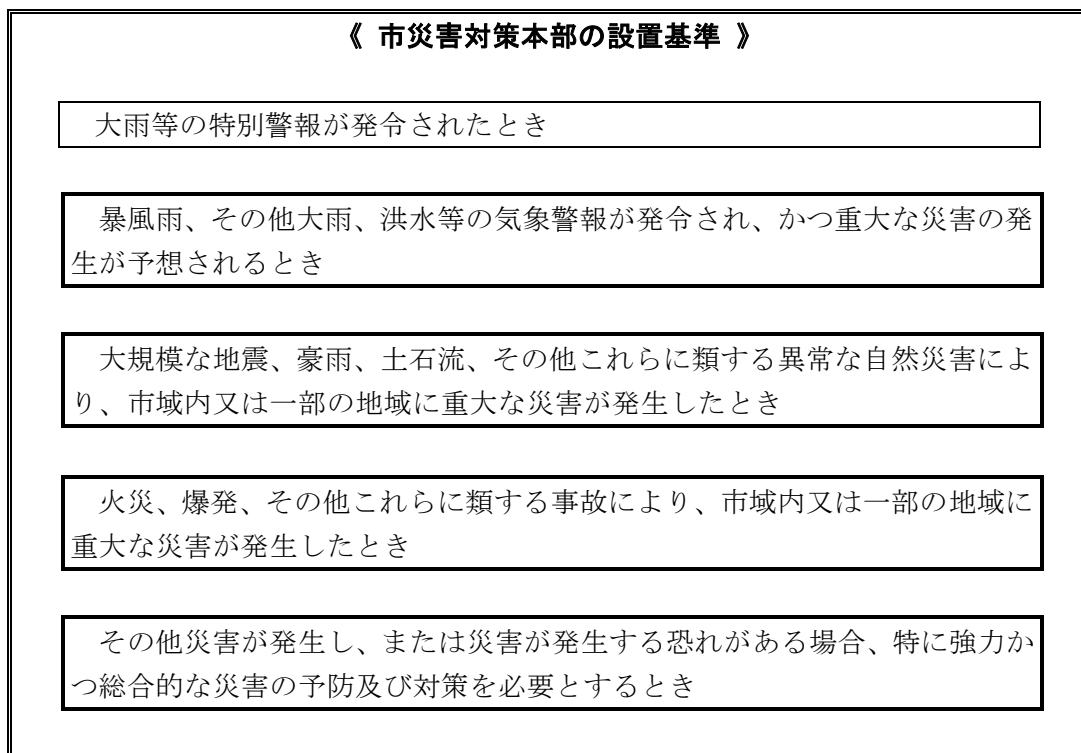 《 市災害対策本部の設置基準 》
大雨等の特別警報が発令されたとき
暴風雨、その他大雨、洪水等の気象警報が発令され、かつ重大な災害の発
生が予想されるとき
大規模な地震、豪雨、土石流、その他これらに類する異常な自然災害によ
り、市域内又は一部の地域に重大な災害が発生したとき
火災、爆発、その他これらに類する事故により、市域内又は一部の地域に
重大な災害が発生したとき
その他災害が発生し、または災害が発生する恐れがある場合、特に強力か
つ総合的な災害の予防及び対策を必要とするとき